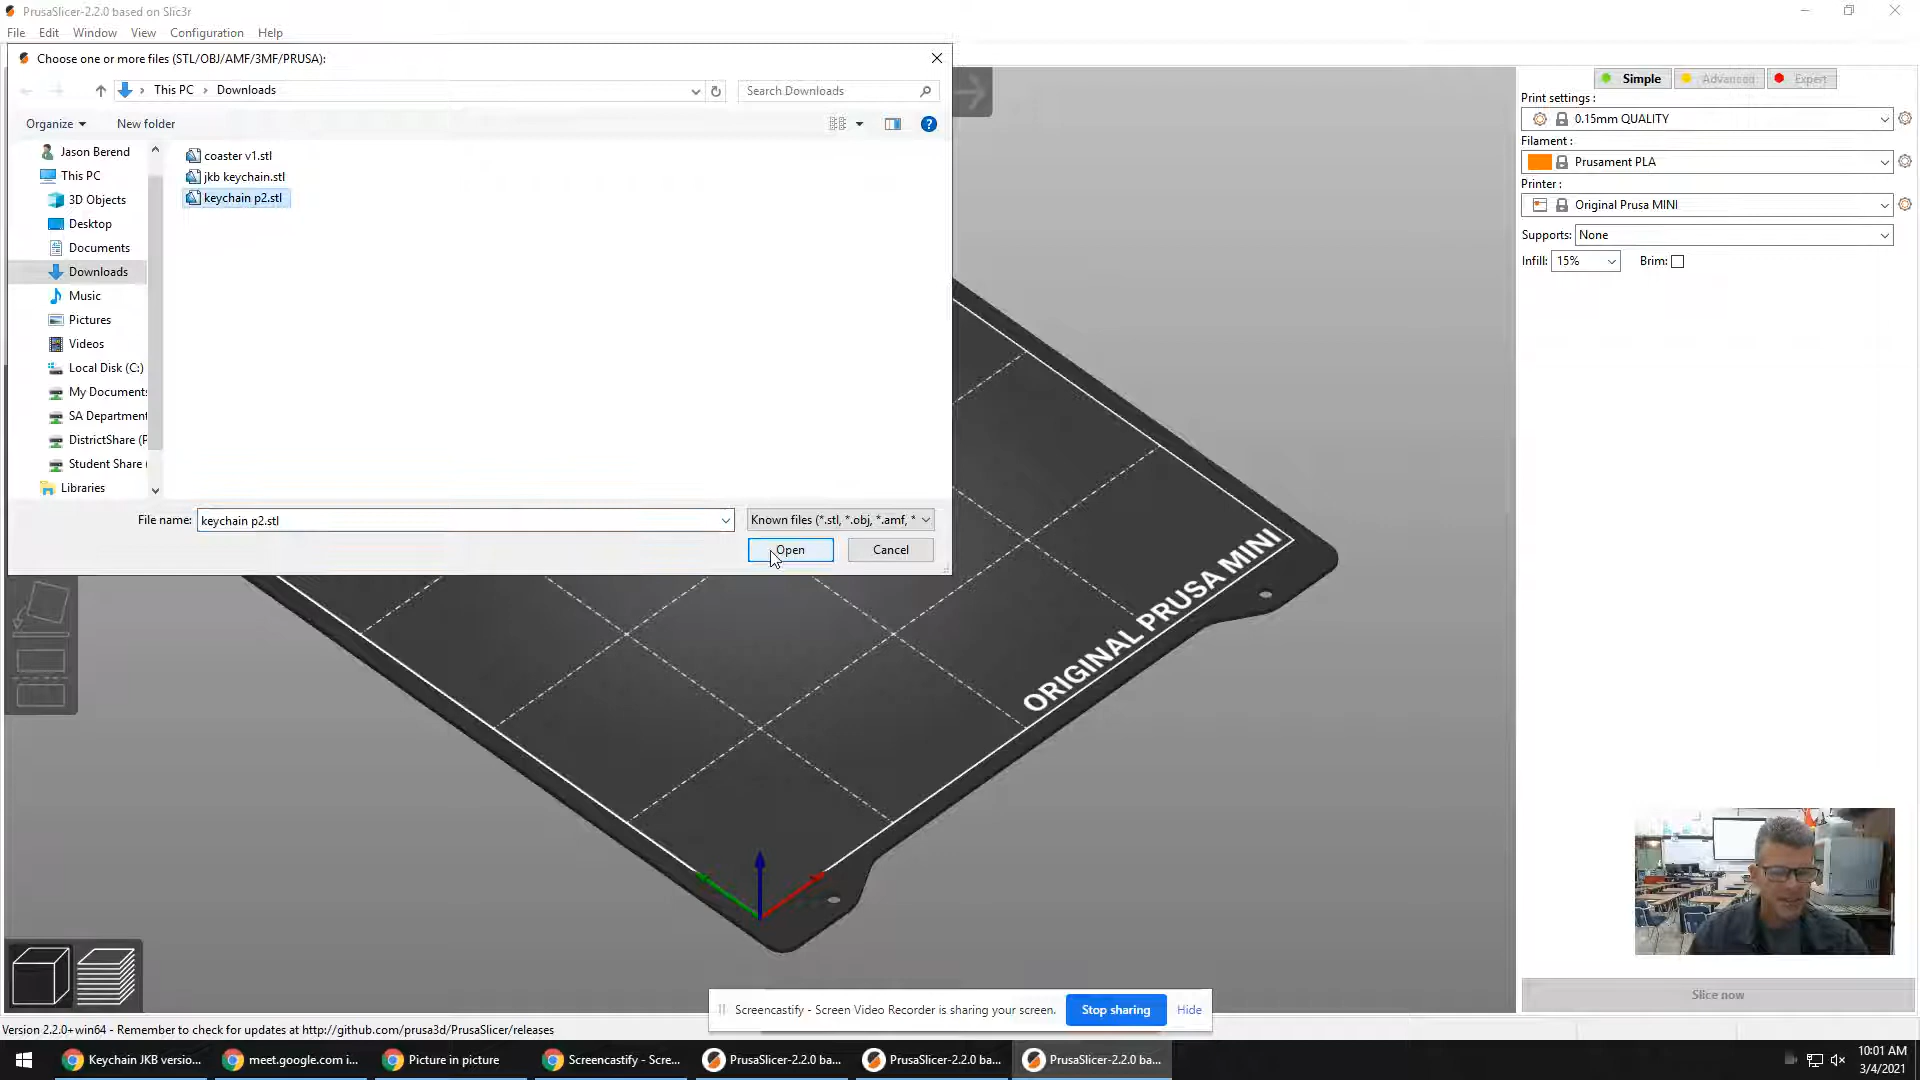 PrusaSlicer-2.2.0 based on Slic3r
File Edit Window View Configuration Help
Choose one or more files (STL/OBJ/AMF/3MF/PRUSA):
This PC > Downloads
Search Downloads
Organize
New folder
Jason Berend
This PC
3D Objects
Desktop
Documents
Downloads
Music
Pictures
Videos
Local Disk (C:)
My Documents
SA Department
DistrictShare (P
Student Share (
Libraries
coaster v1.stl
jkb keychain.stl
keychain p2.stl
File name: keychain p2.stl
Known files (*.stl, *.obj, *.amf, *
Open
Cancel
Simple
Advanced
Expert
Print settings :
0.15mm QUALITY
Filament :
Prusament PLA
Printer :
Original Prusa MINI
Supports: None
Infill: 15% Brim:
ORIGINAL PRUSA MINI
Slice now
Screencastify - Screen Video Recorder is sharing your screen.
Stop sharing
Hide
Version 2.2.0+win64 - Remember to check for updates at http://github.com/prusa3d/PrusaSlicer/releases
Keychain JKB versio...
meet.google.com i...
Picture in picture
Screencastify - Scre...
PrusaSlicer-2.2.0 ba...
PrusaSlicer-2.2.0 ba...
PrusaSlicer-2.2.0 ba...
10:01 AM
3/4/2021